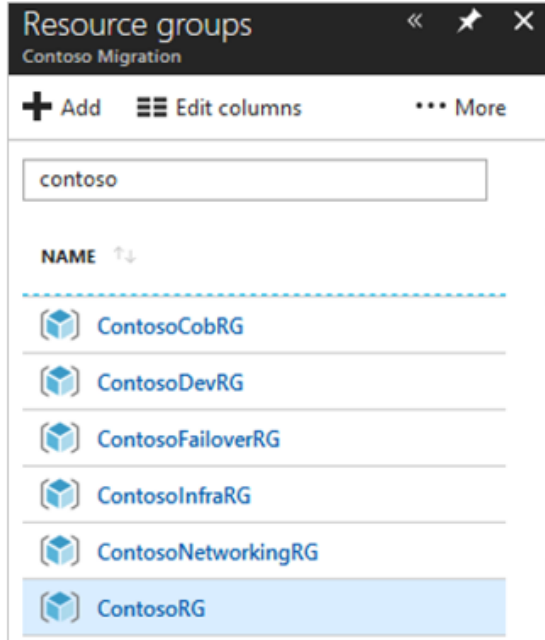 Resource groups
Contoso Migration
Add Edit columns ••• More
contoso
NAME
ContosoCobRG
ContosoDevRG
ContosoFailoverRG
ContosoInfraRG
ContosoNetworkingRG
ContosoRG